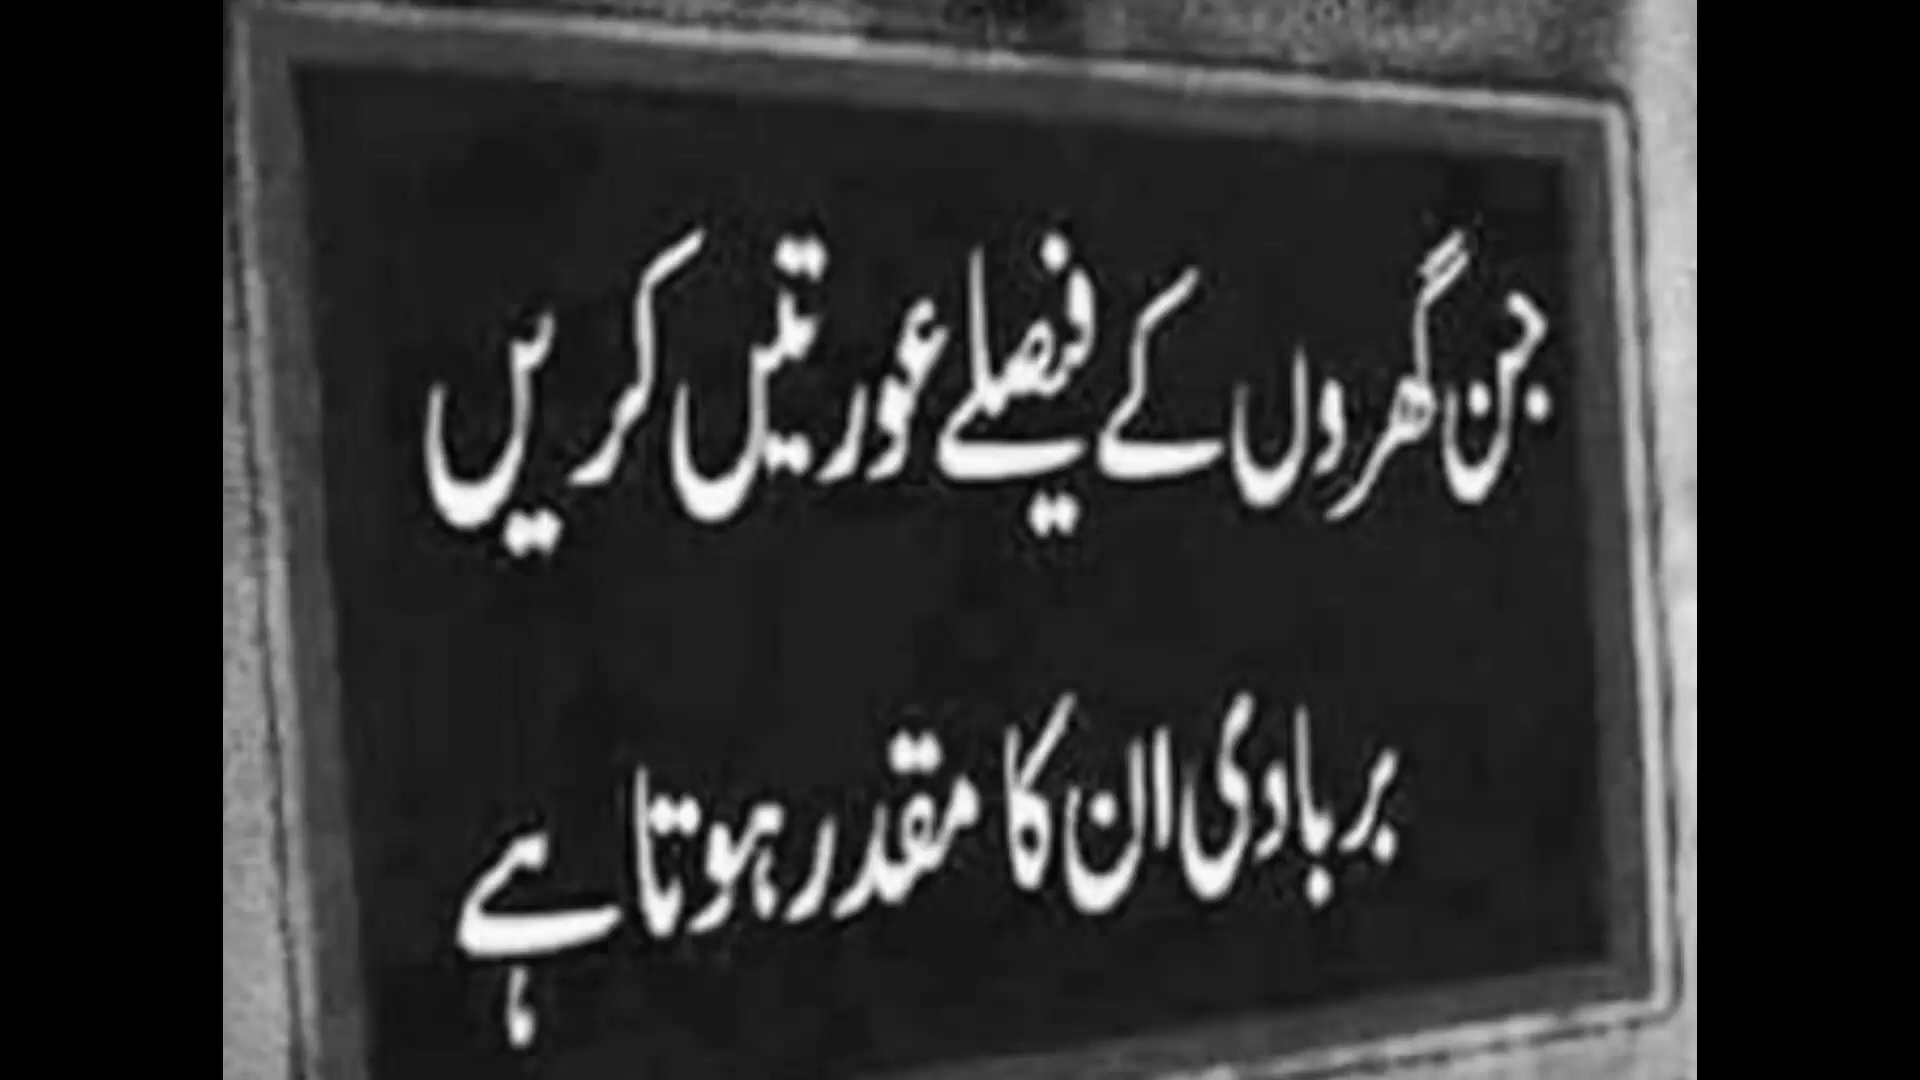 جن گھروں کے فیصلے عورتیں کریں
بربادی ان کا مقدر ہوتا ہے